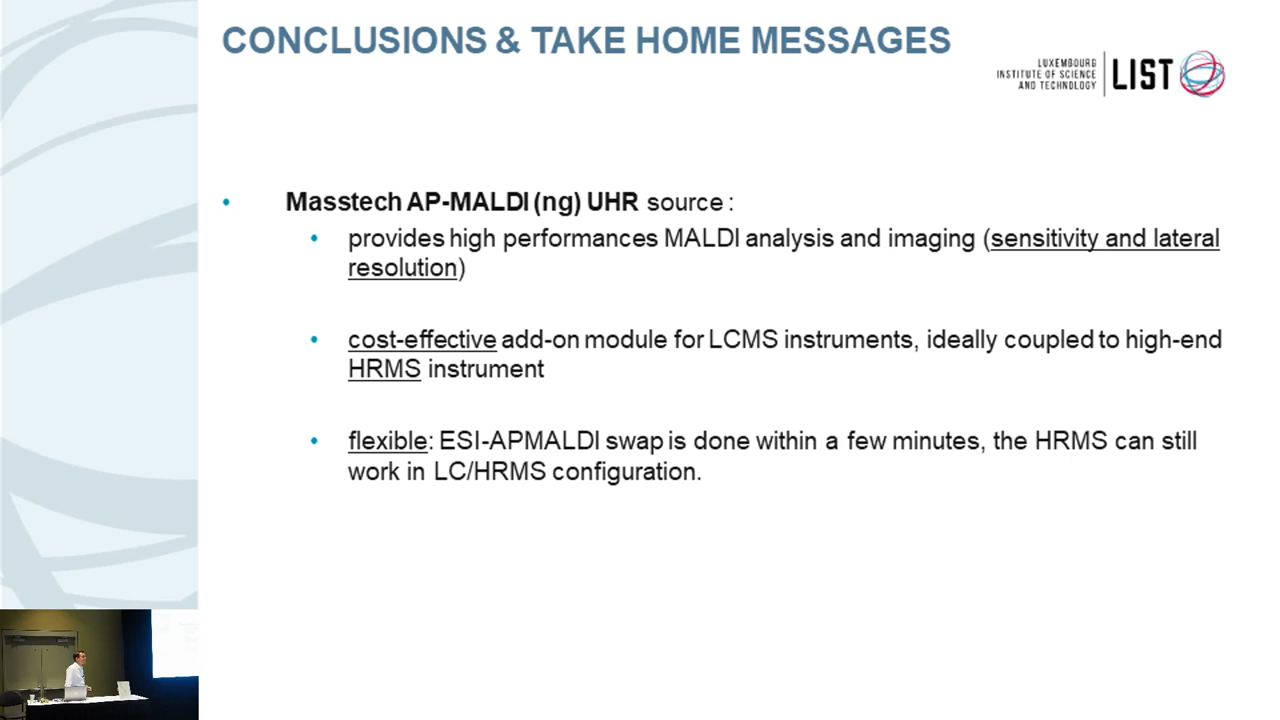 CONCLUSIONS & TAKE HOME MESSAGES
LUXEMBOURG
INSTITUTE OF SCIENCE
AND TECHNOLOGY
LIST
• Masstech AP-MALDI (ng) UHR source :
• provides high performances MALDI analysis and imaging (sensitivity and lateral
resolution)
• cost-effective add-on module for LCMS instruments, ideally coupled to high-end
HRMS instrument
• flexible: ESI-APMALDI swap is done within a few minutes, the HRMS can still
work in LC/HRMS configuration.